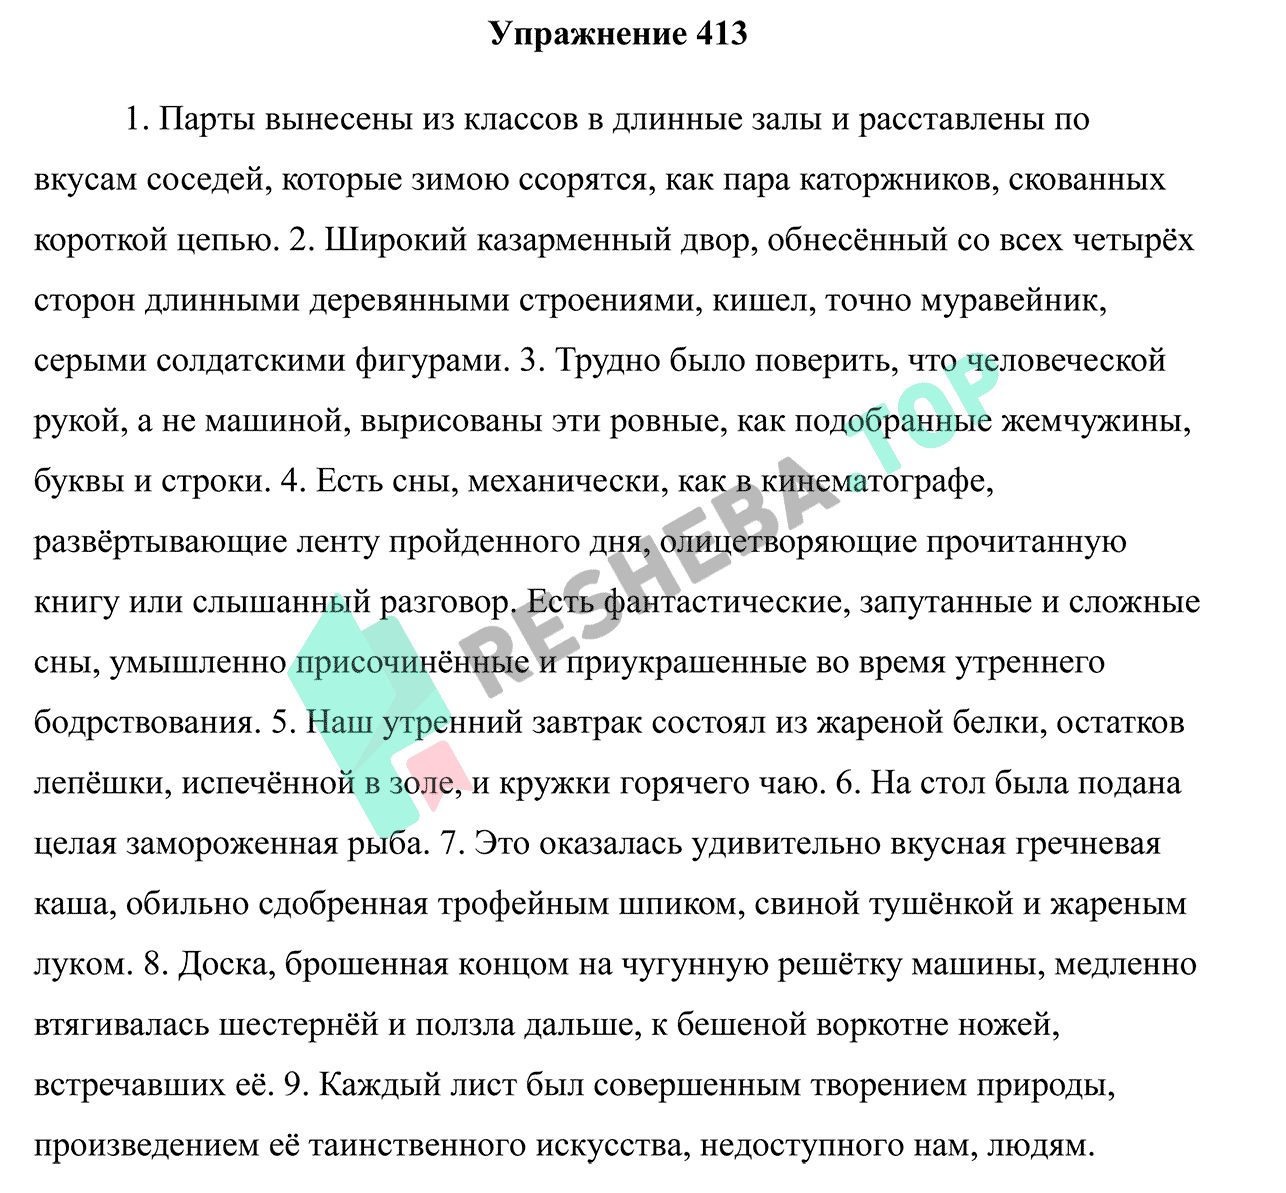 Упражнение 413
1. Парты вынесены из классов в длинные залы и расставлены по
вкусам соседей, которые зимою ссорятся, как пара каторжников, скованных
короткой цепью. 2. Широкий казарменный двор, обнесённый со всех четырёх
сторон длинными деревянными строениями, кишел, точно муравейник,
серыми солдатскими фигурами. 3. Трудно было поверить, что человеческой
рукой, а не машиной, вырисованы эти ровные, как подобранные жемчужины,
буквы и строки. 4. Есть сны, механически, как в кинематографе,
развёртывающие ленту пройденного дня, олицетворяющие прочитанную
книгу или слышанный разговор. Есть фантастические, запутанные и сложные
сны, умышленно присочинённые и приукрашенные во время утреннего
бодрствования. 5. Наш утренний завтрак состоял из жареной белки, остатков
лепёшки, испечённой в золе, и кружки горячего чаю. 6. На стол была подана
целая замороженная рыба. 7. Это оказалась удивительно вкусная гречневая
каша, обильно сдобренная трофейным шпиком, свиной тушёнкой и жареным
луком. 8. Доска, брошенная концом на чугунную решётку машины, медленно
втягивалась шестернёй и ползла дальше, к бешеной воркотне ножей,
встречавших её. 9. Каждый лист был совершенным творением природы,
произведением её таинственного искусства, недоступного нам, людям.
RESHEBA.TOP